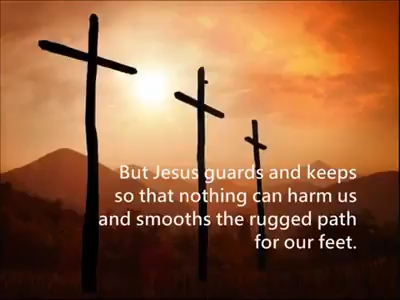 But Jesus guards and keeps
so that nothing can harm us
and smooths the rugged path
for our feet.